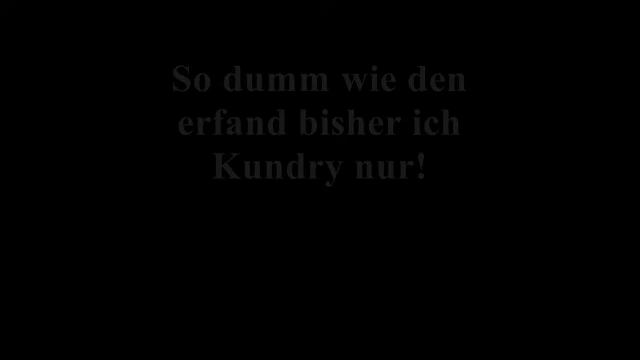 So dumm wie den
erfand bisher ich
Kundry nur!